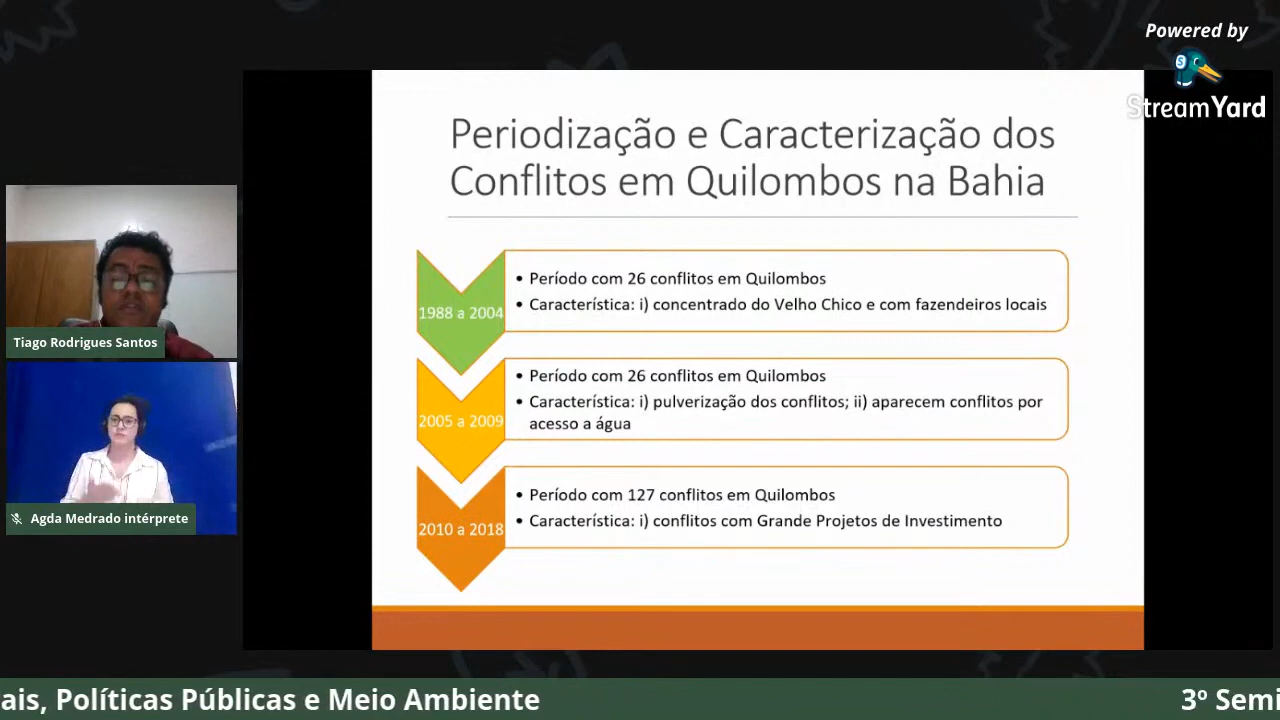 Powered by
StreamYard
Periodização e Caracterização dos
Conflitos em Quilombos na Bahia
1988 a 2004
• Período com 26 conflitos em Quilombos
• Característica: i) concentrado do Velho Chico e com fazendeiros locais
2005 a 2009
• Período com 26 conflitos em Quilombos
• Característica: i) pulverização dos conflitos; ii) aparecem conflitos por
acesso a água
2010 a 2018
• Período com 127 conflitos em Quilombos
• Característica: i) conflitos com Grande Projetos de Investimento
Tiago Rodrigues Santos
Agda Medrado intérprete
ais, Políticas Públicas e Meio Ambiente
3º Semi